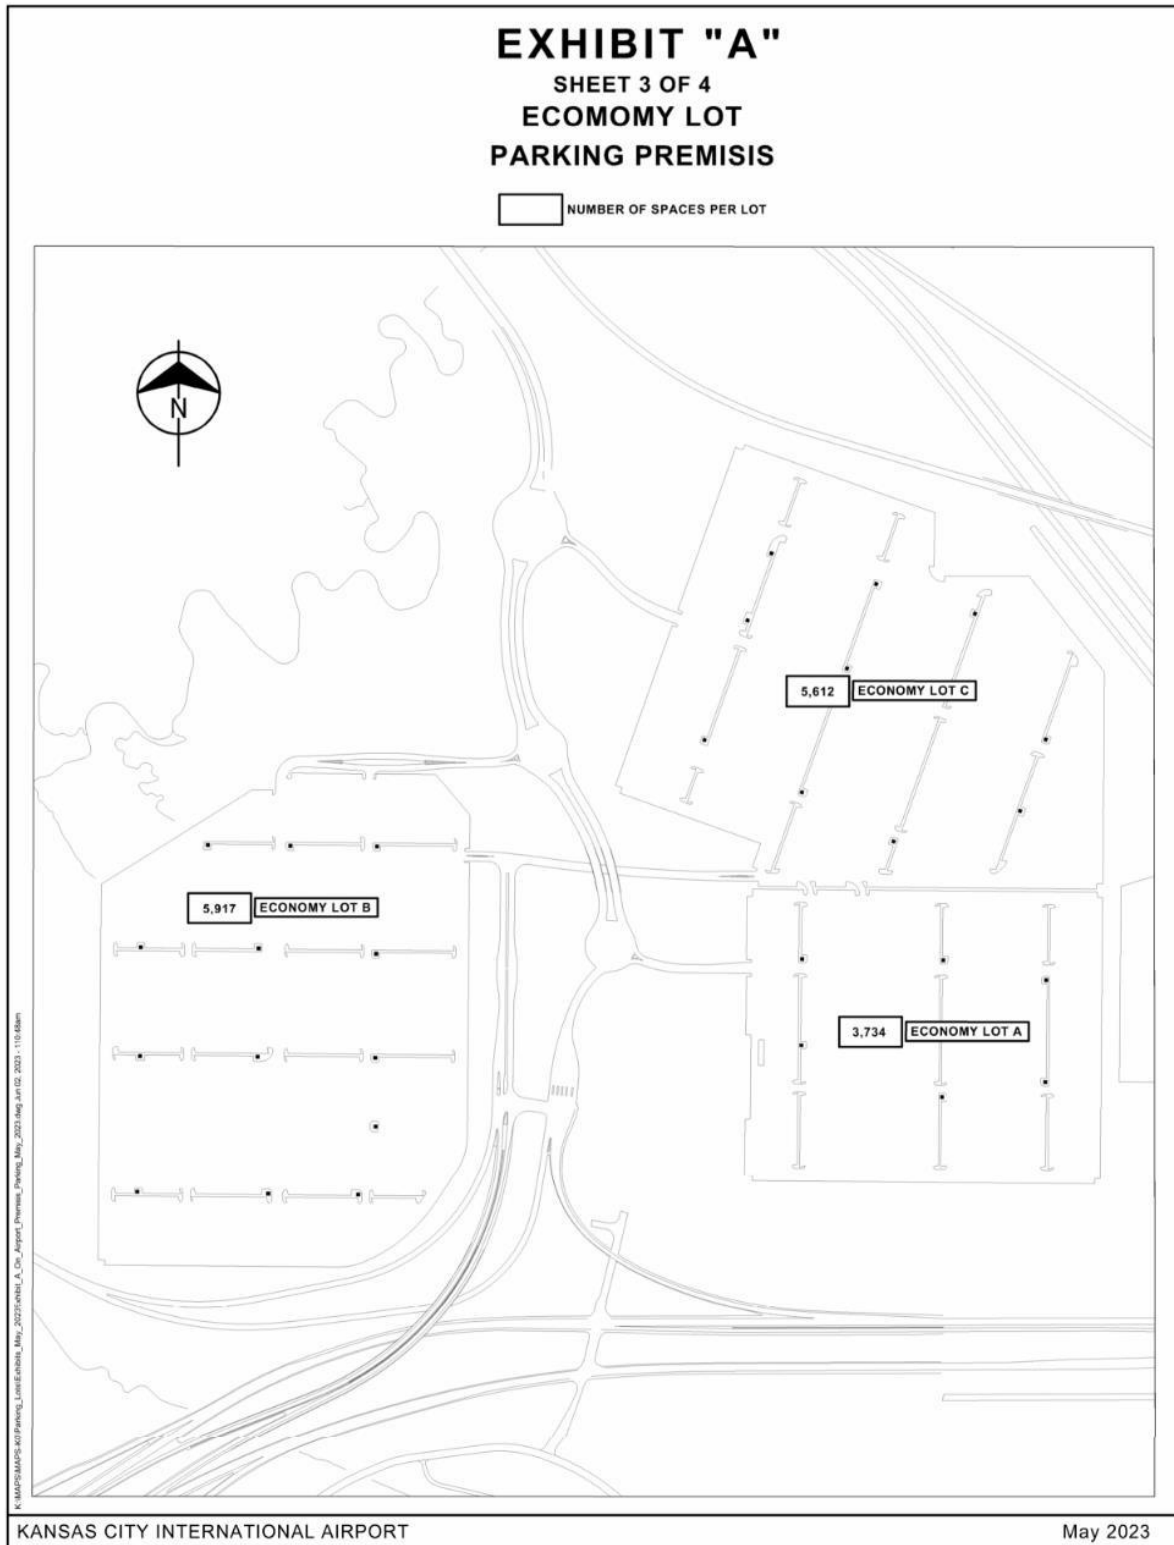 EXHIBIT "A"
SHEET 3 OF 4
ECOMOMY LOT
PARKING PREMISIS
NUMBER OF SPACES PER LOT
N
5,612 ECONOMY LOT C
5,917 ECONOMY LOT B
3,734 ECONOMY LOT A
KANSAS CITY INTERNATIONAL AIRPORT May 2023